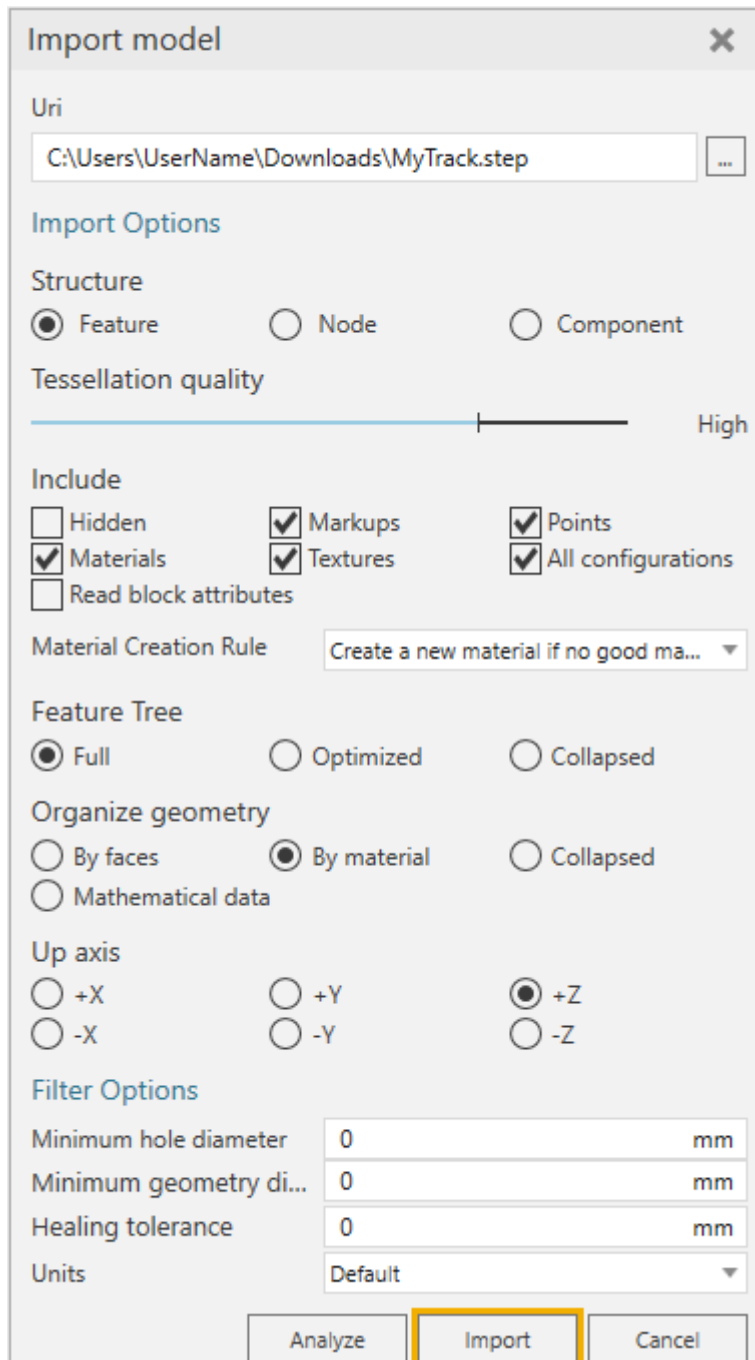 Import model
Uri
C:\Users\UserName\Downloads\MyTrack.step ...
Import Options
Structure
Feature Node Component
Tessellation quality
High
Include
Hidden Markups Points
Materials Textures All configurations
Read block attributes
Material Creation Rule Create a new material if no good ma...
Feature Tree
Full Optimized Collapsed
Organize geometry
By faces By material Collapsed
Mathematical data
Up axis
+X +Y +Z
-X -Y -Z
Filter Options
Minimum hole diameter 0 mm
Minimum geometry di... 0 mm
Healing tolerance 0 mm
Units Default
Analyze Import Cancel